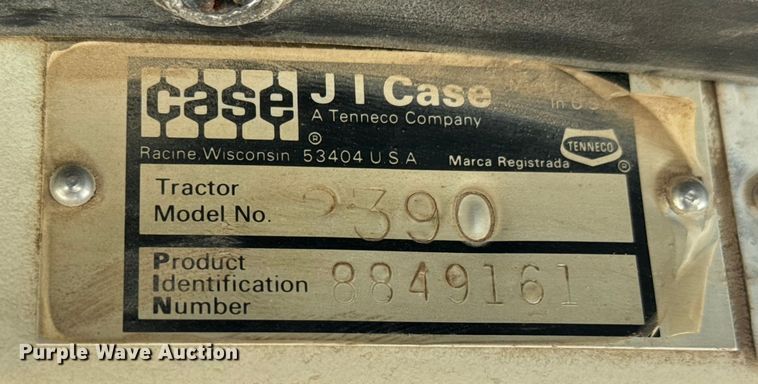 case J I Case In U S
A Tenneco Company
®
Racine, Wisconsin 53404 U.S.A Marca Registrada TENNECO ®
Tractor
Model No. 2390
Product
Identification 8849161
Number
Purple Wave Auction